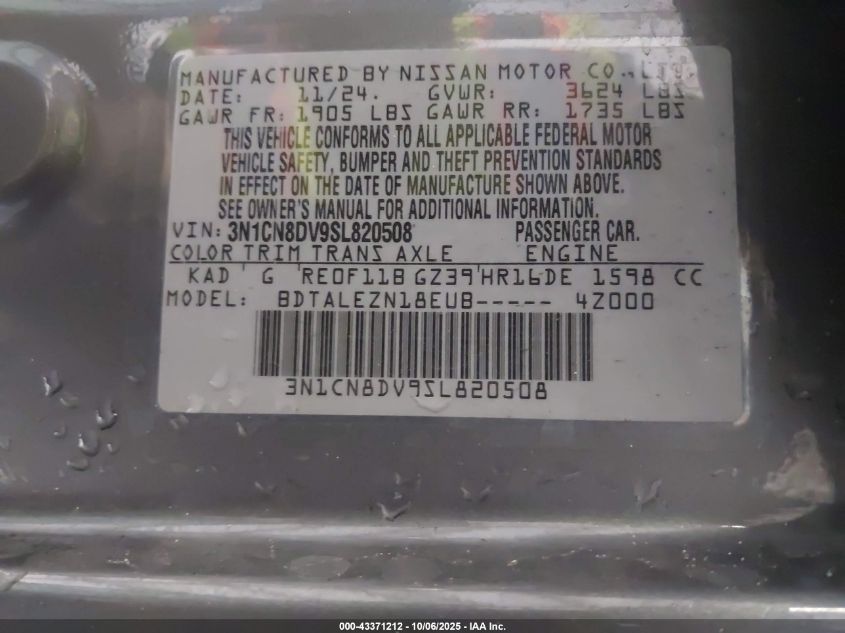 MANUFACTURED BY NISSAN MOTOR CO.,LTD.
DATE: 11/24. GVWR: 3624 LBS
GAWR FR: 1905 LBS GAWR RR: 1735 LBS
THIS VEHICLE CONFORMS TO ALL APPLICABLE FEDERAL MOTOR
VEHICLE SAFETY, BUMPER AND THEFT PREVENTION STANDARDS
IN EFFECT ON THE DATE OF MANUFACTURE SHOWN ABOVE.
SEE OWNERS MANUAL FOR ADDITIONAL INFORMATION.
VIN: 3N1CN8DV9SL820508 PASSENGER CAR.
COLOR TRIM TRANS AXLE ENGINE
KAD G RE0F11B GZ39 HR16DE 1598 CC
MODEL: BDTALEZN18EUB----- 4Z000
3N1CN8DV9SL820508
000-43371212 - 10/06/2025 - IAA Inc.